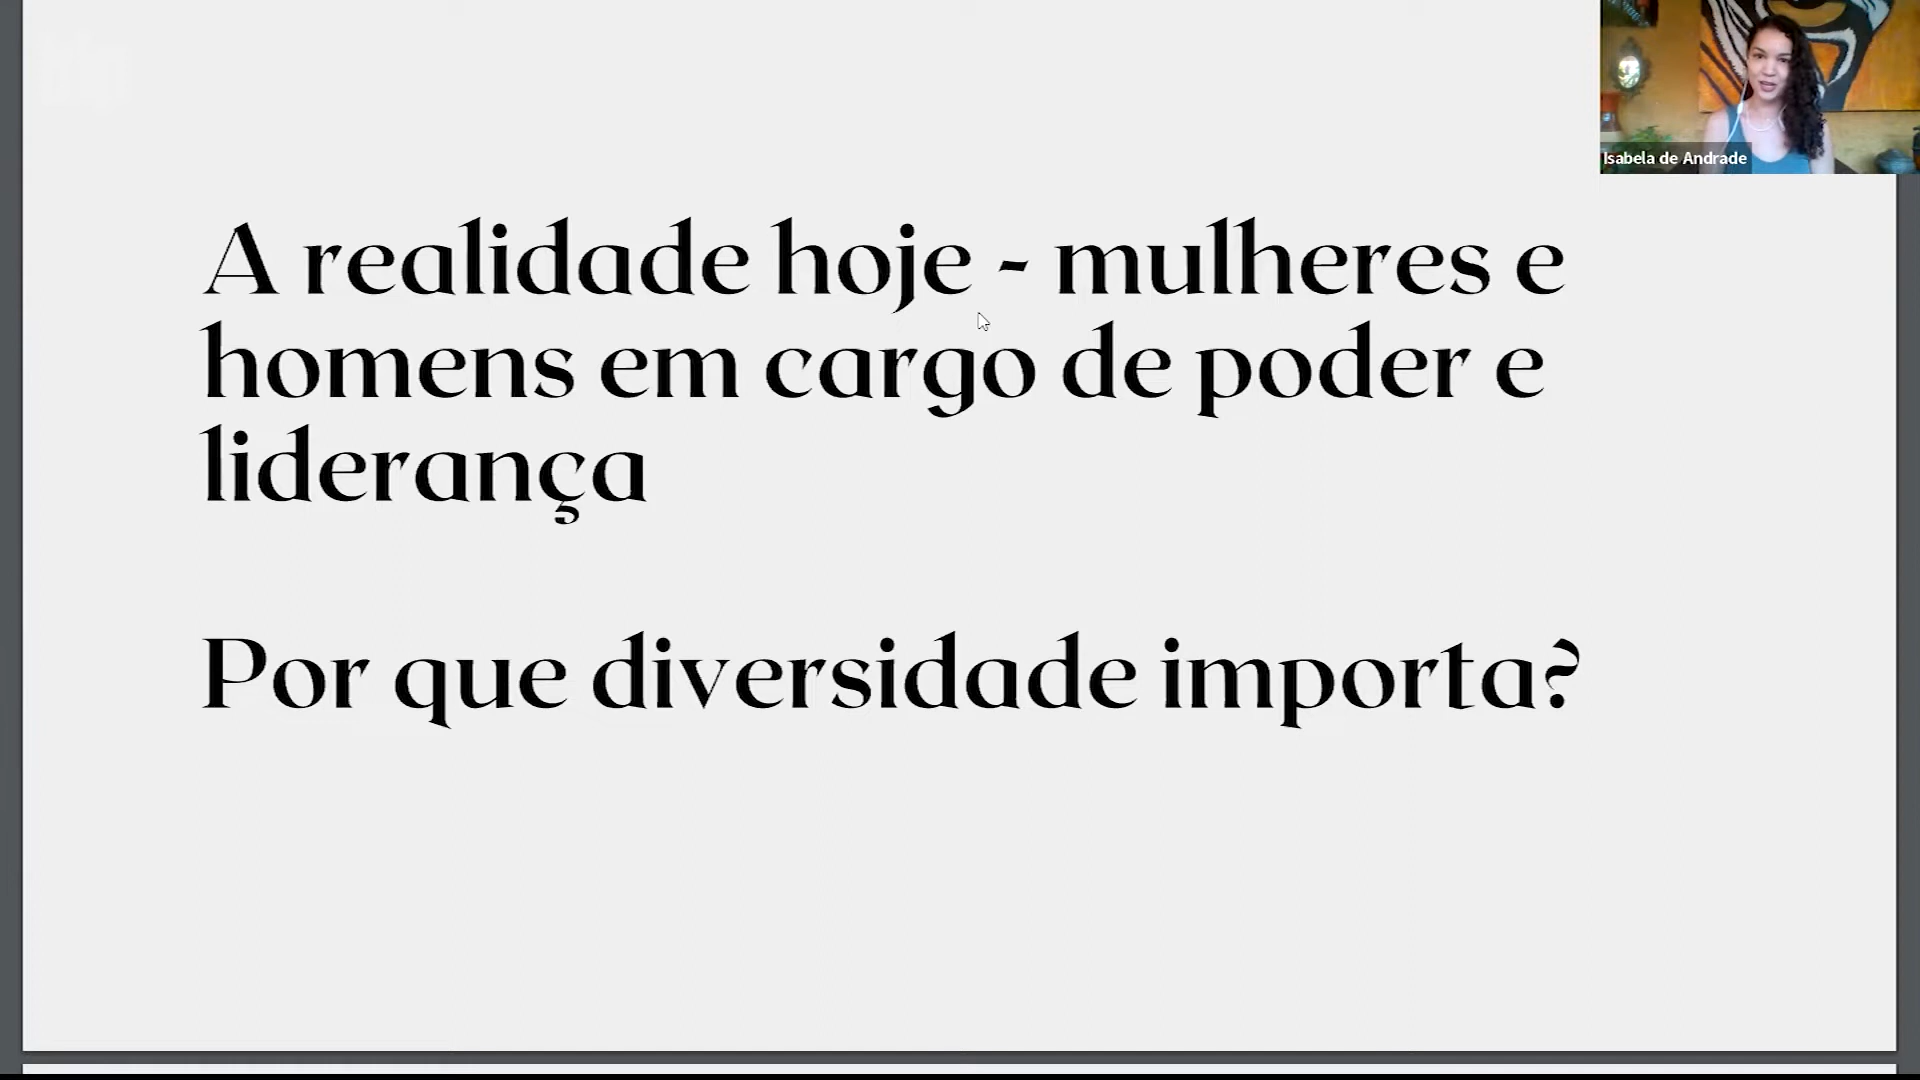 Isabela de Andrade
A realidade hoje - mulheres e
homens em cargo de poder e
liderança
Por que diversidade importa?